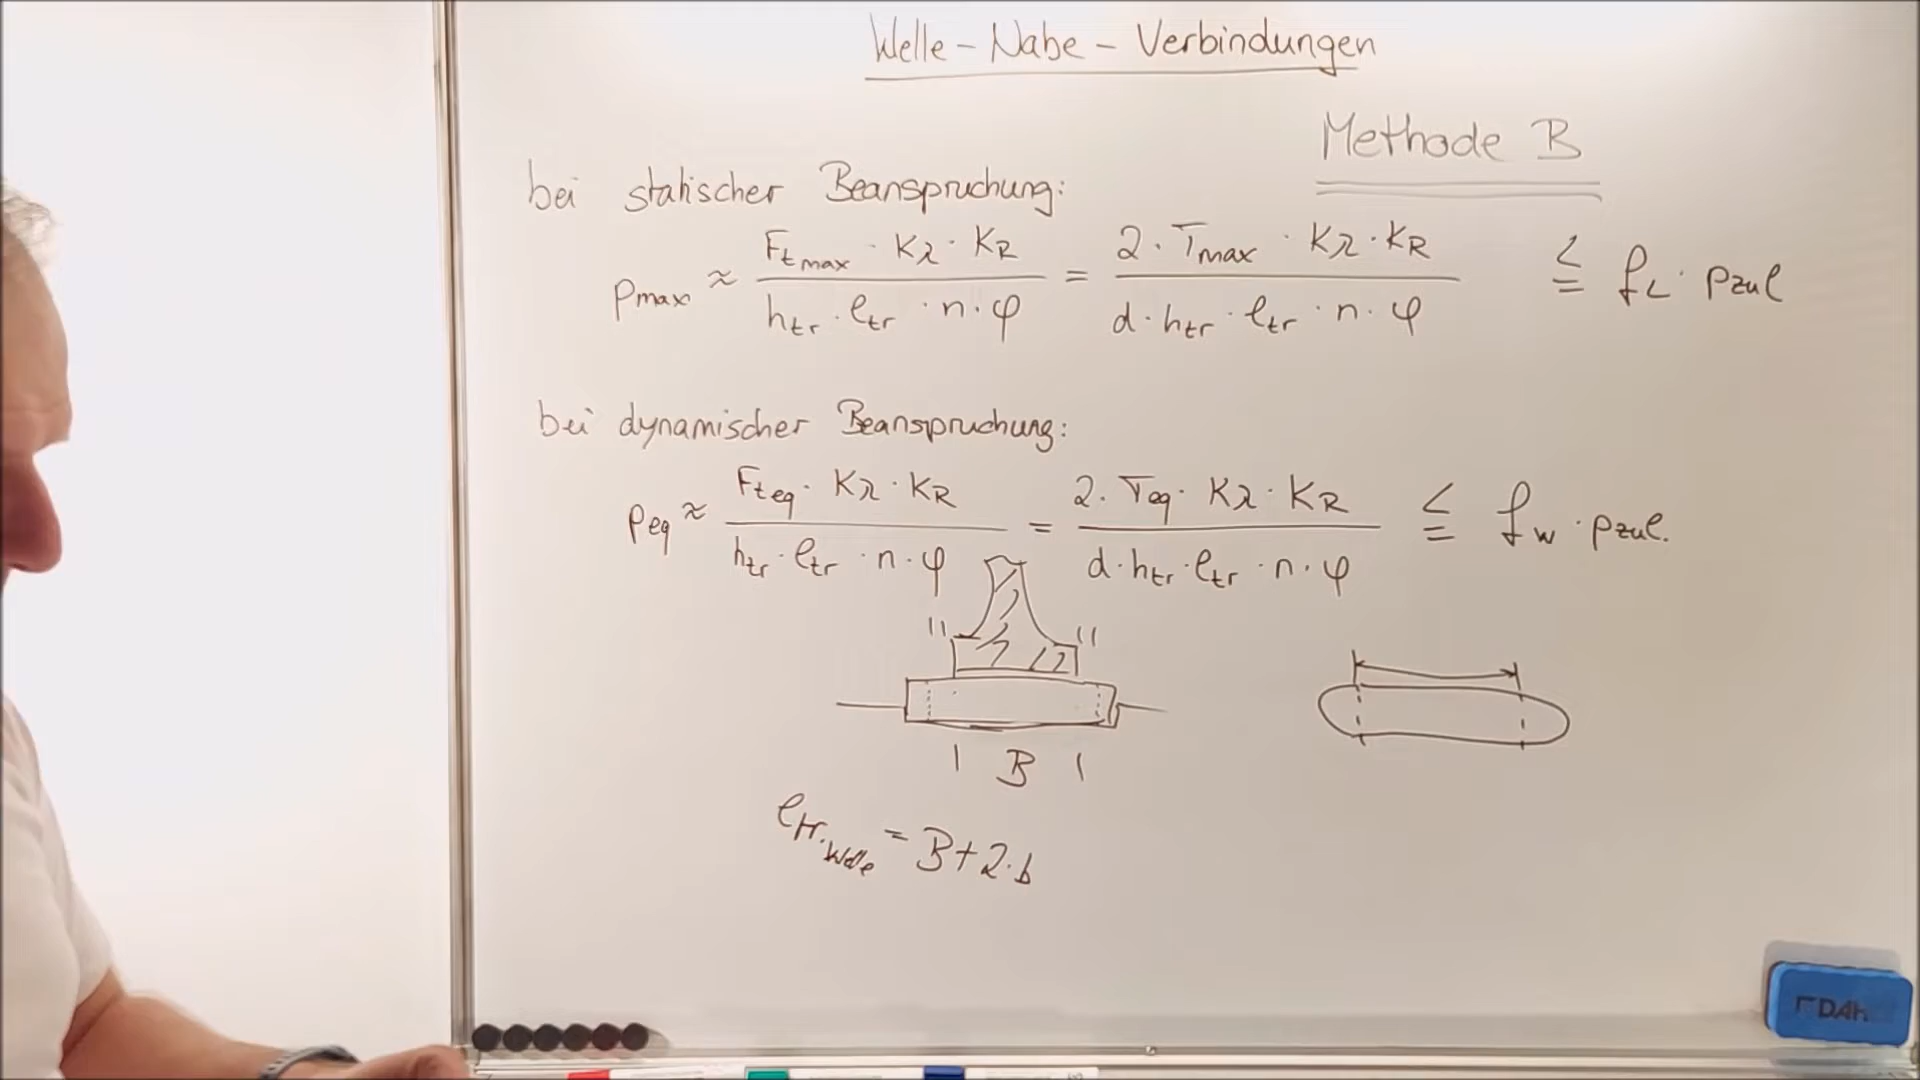 Welle - Nabe - Verbindungen
Methode B
bei statischer Beanspruchung:
pmax ≈ (Ftmax · Kλ · KR) / (htr · ltr · n · φ) = (2 · Tmax · Kλ · KR) / (d · htr · ltr · n · φ) ≦ fL · pzul
bei dynamischer Beanspruchung:
peq ≈ (Fteq · Kλ · KR) / (htr · ltr · n · φ) = (2 · Teq · Kλ · KR) / (d · htr · ltr · n · φ) ≦ fw · pzul.
B
ltr.Welle = B+2·b